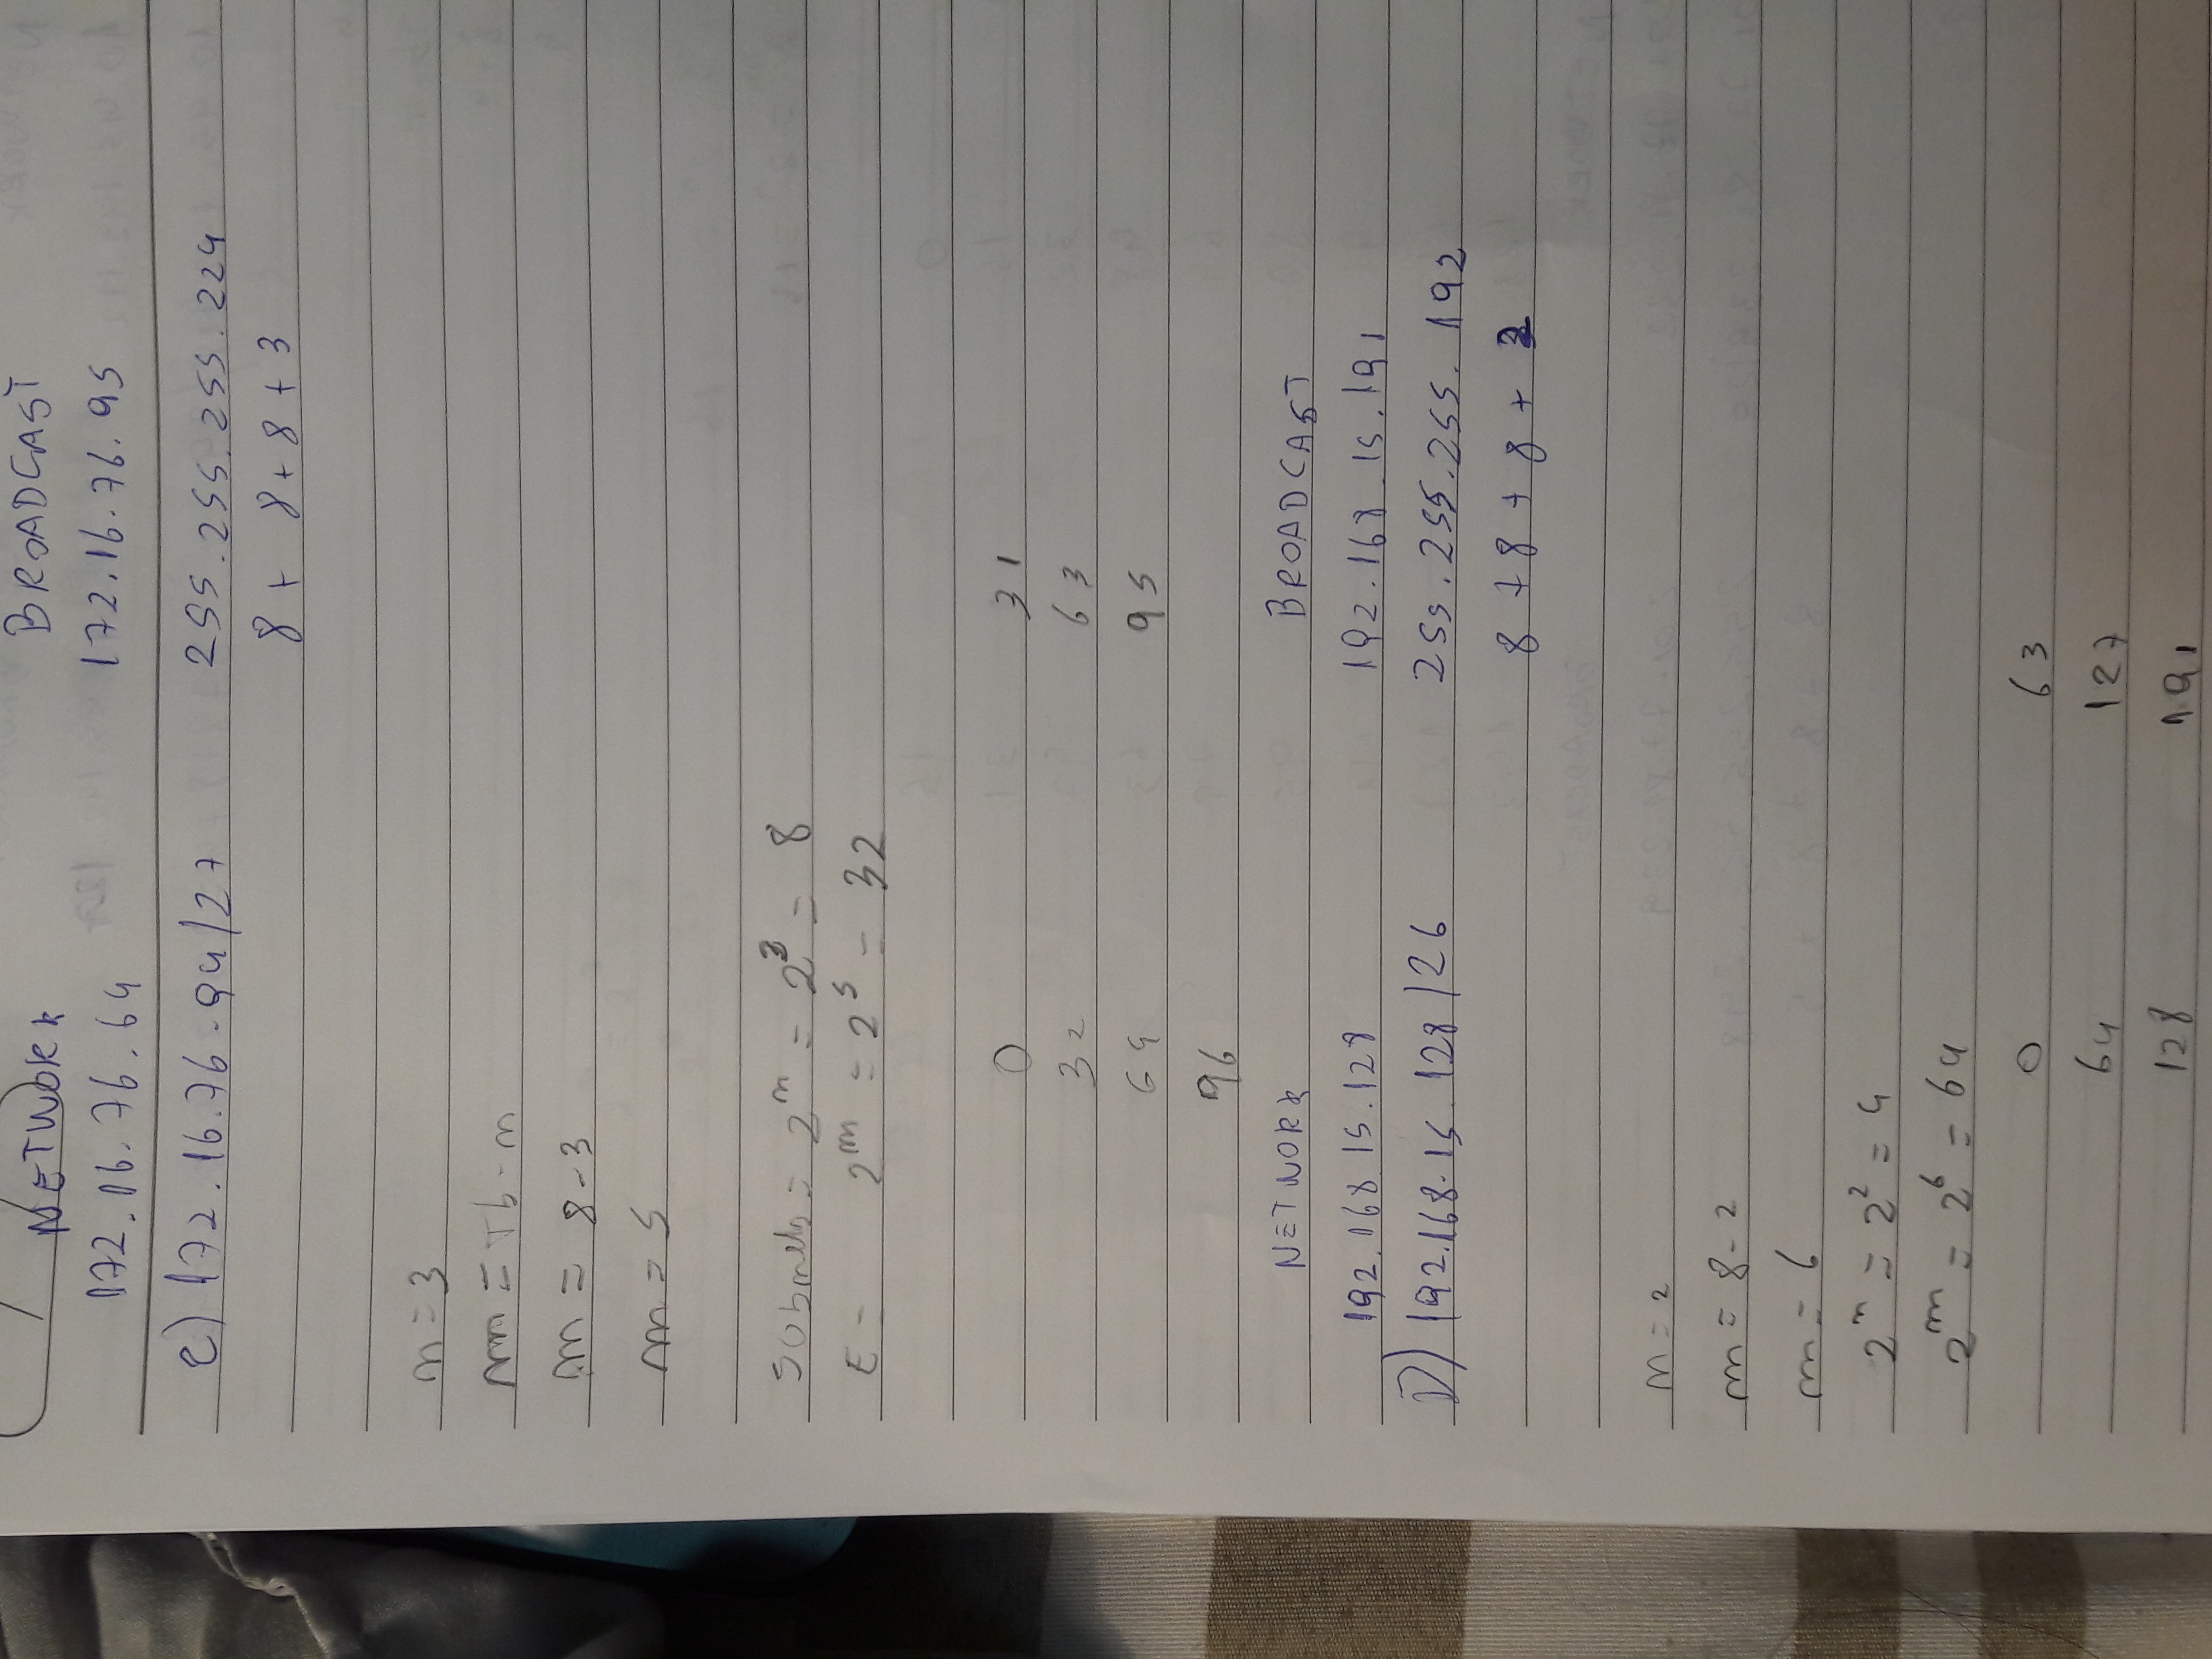 NETWORK BROADCAST
172.16.76.64 172.16.76.95
c) 172.16.76.94/27 255.255.255.224
8 + 8 + 8 + 3
n = 3
m = Tb - n
m = 8 - 3
m = 5
Subnets = 2^n = 2^3 = 8
E = 2^m = 2^5 = 32
0 31
32 63
64 95
96
NETWORK BROADCAST
192.168.15.128 192.168.15.191
D) 192.168.15.128/26 255.255.255.192
8 + 8 + 8 + 2
n = 2
m = 8 - 2
m = 6
2^n = 2^2 = 4
2^m = 2^6 = 64
0 63
64 127
128 191